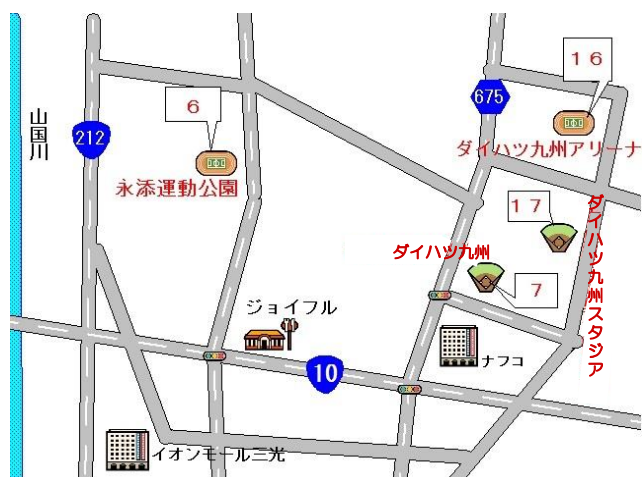 １６
675
６
山国川
212
ダイハツ九州アリーナ
永添運動公園
１７
ダイハツ九州スタジア
ダイハツ九州
７
ジョイフル
ナフコ
10
イオンモール三光